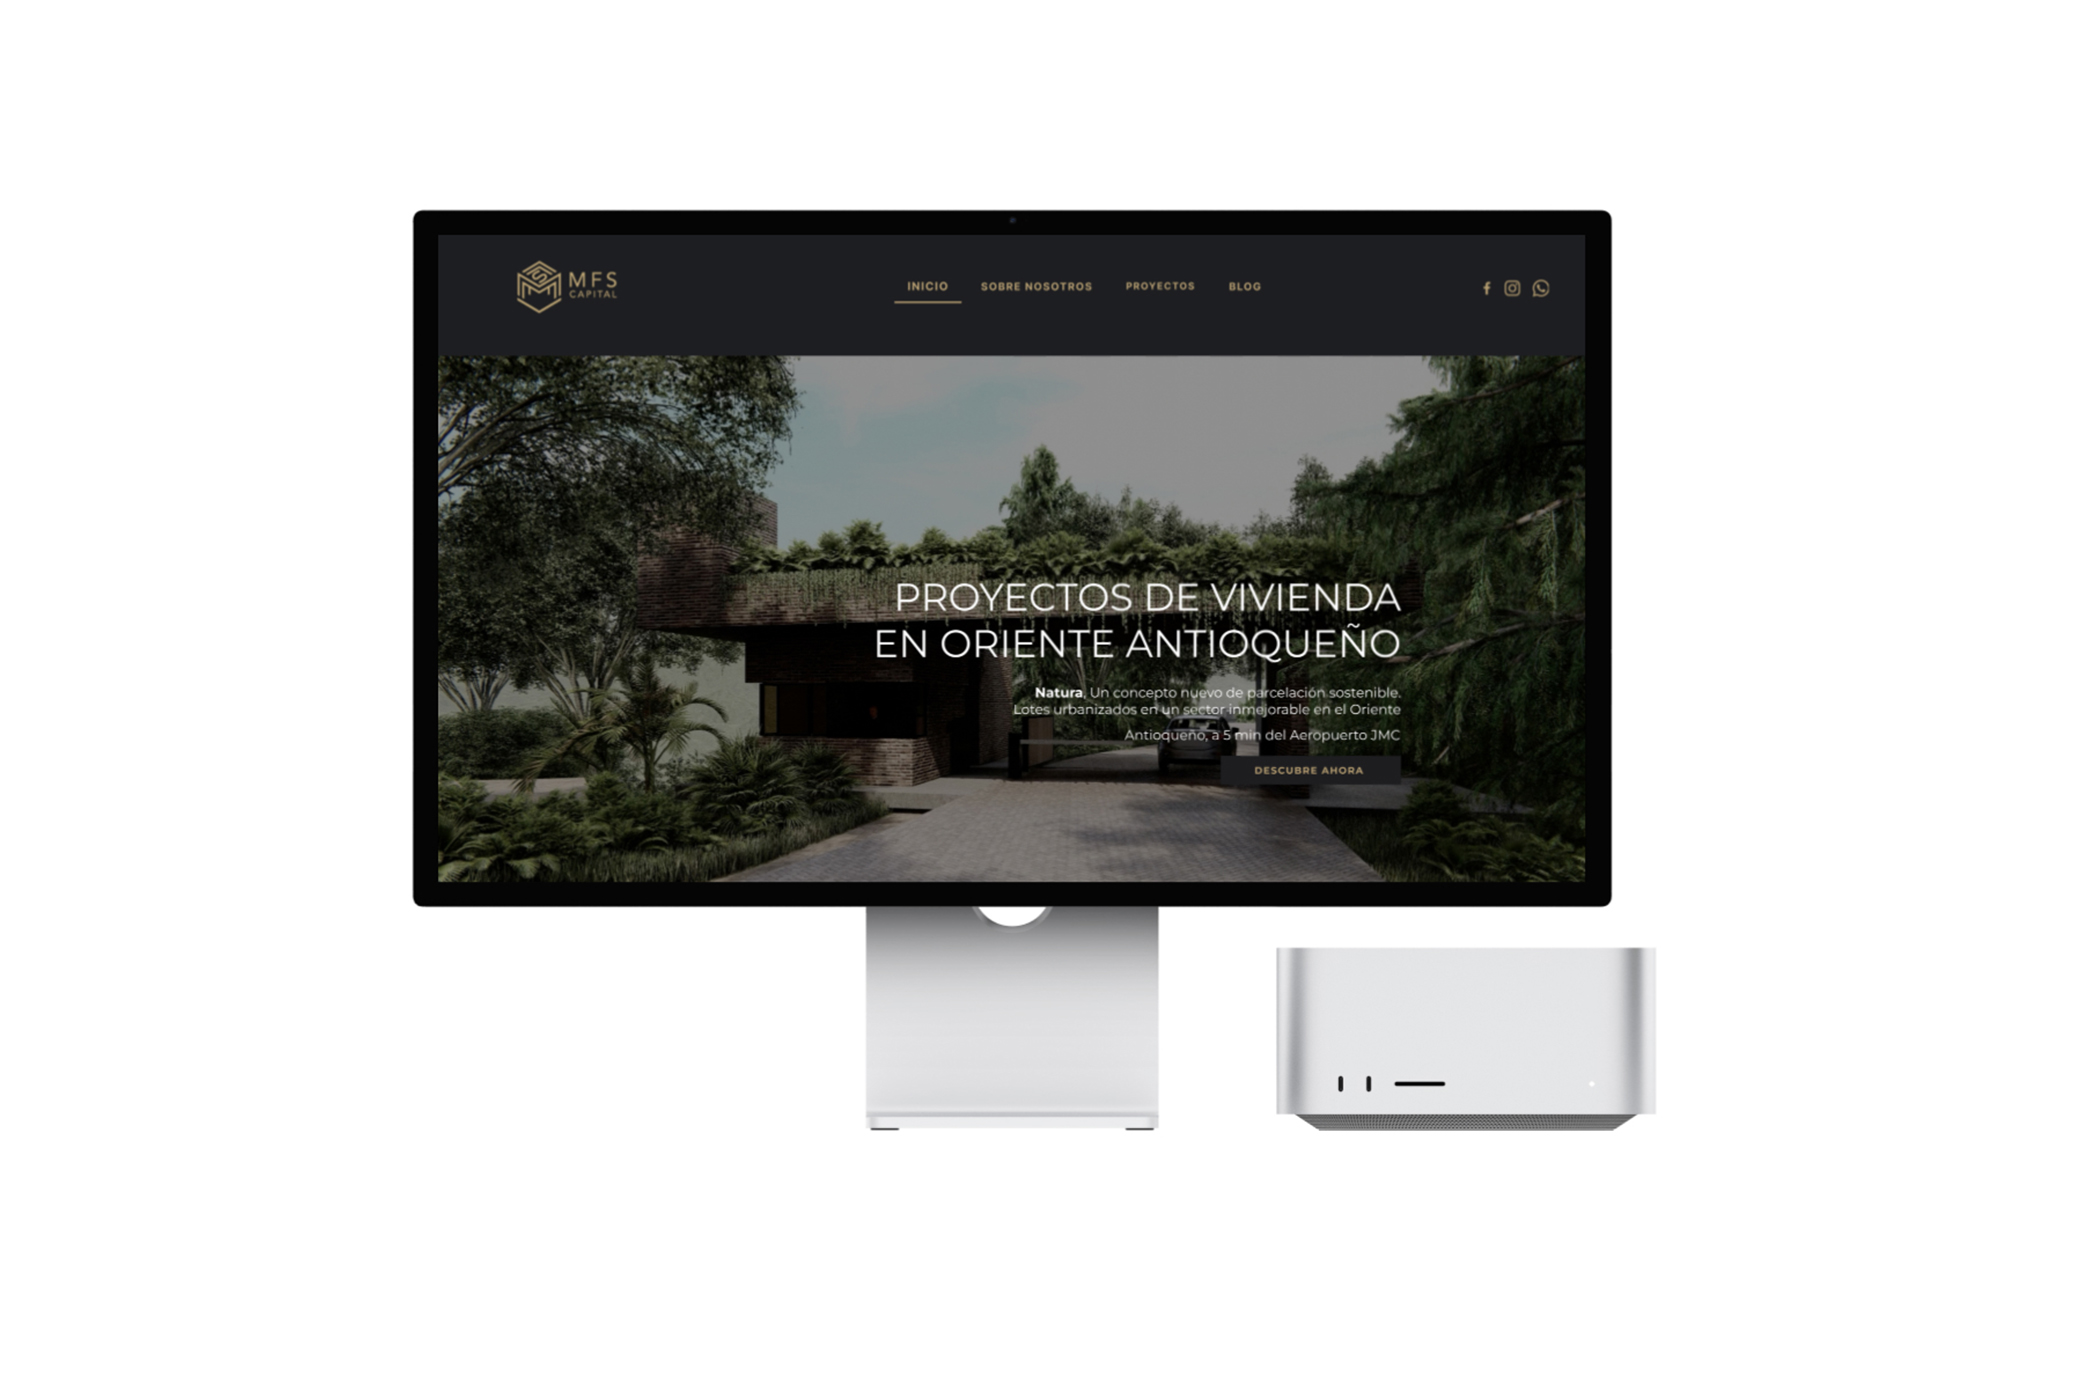 MFS
CAPITAL
INICIO SOBRE NOSOTROS PROYECTOS BLOG
PROYECTOS DE VIVIENDA
EN ORIENTE ANTIOQUEÑO
Natura, Un concepto nuevo de parcelación sostenible.
Lotes urbanizados en un sector inmejorable en el Oriente
Antioqueño, a 5 min del Aeropuerto JMC
DESCUBRE AHORA